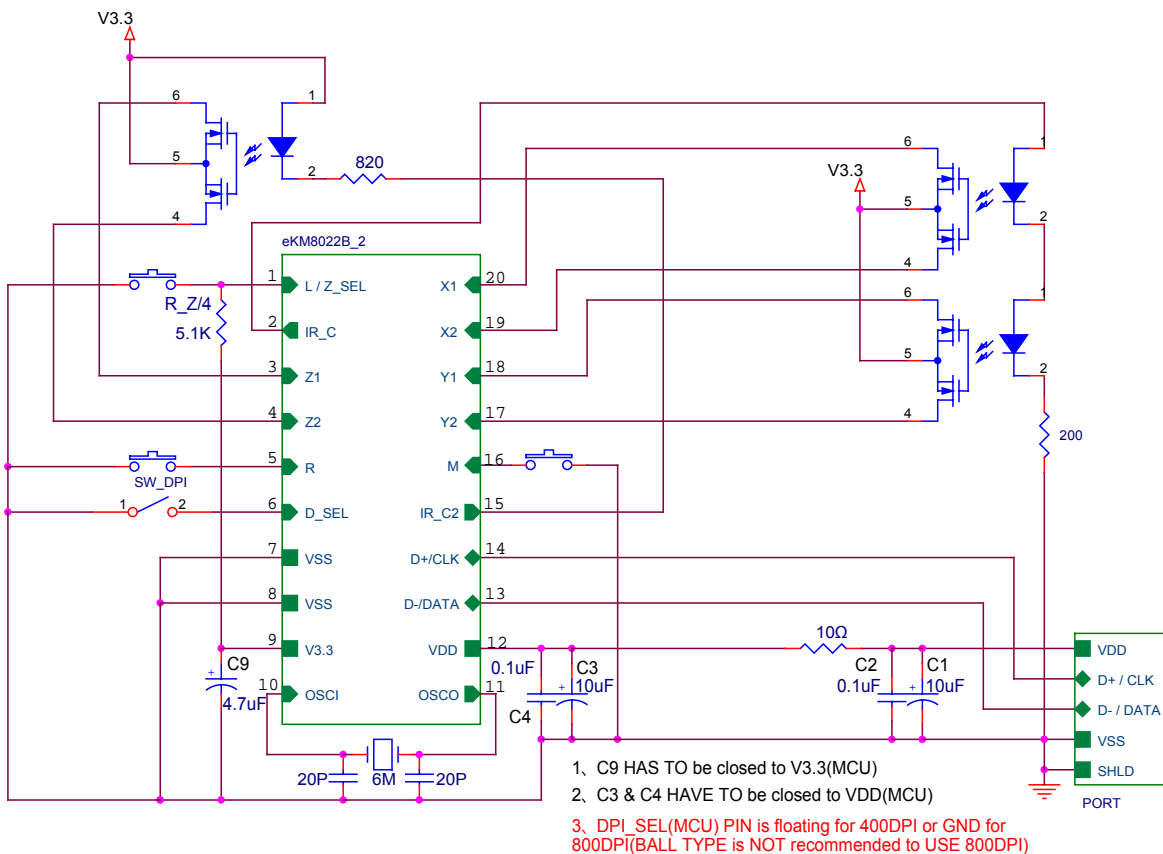 V3.3
6
1
5
2
820
4
6
1
V3.3
5
2
4
eKM8022B_2
1
L / Z_SEL
X1
20
R_Z/4
5.1K
2
IR_C
X2
19
6
1
3
Z1
Y1
18
5
2
4
Z2
Y2
17
4
200
5
R
M
16
SW_DPI
1
2
6
D_SEL
IR_C2
15
7
VSS
D+/CLK
14
8
VSS
D-/DATA
13
9
V3.3
VDD
12
10Ω
VDD
C9
4.7uF
0.1uF
C4
C3
10uF
C2
0.1uF
C1
10uF
D+ / CLK
10
OSCI
OSCO
11
D- / DATA
VSS
SHLD
PORT
20P
6M
20P
1、C9 HAS TO be closed to V3.3(MCU)
2、C3 & C4 HAVE TO be closed to VDD(MCU)
3、DPI_SEL(MCU) PIN is floating for 400DPI or GND for
800DPI(BALL TYPE is NOT recommended to USE 800DPI)
+
+
+